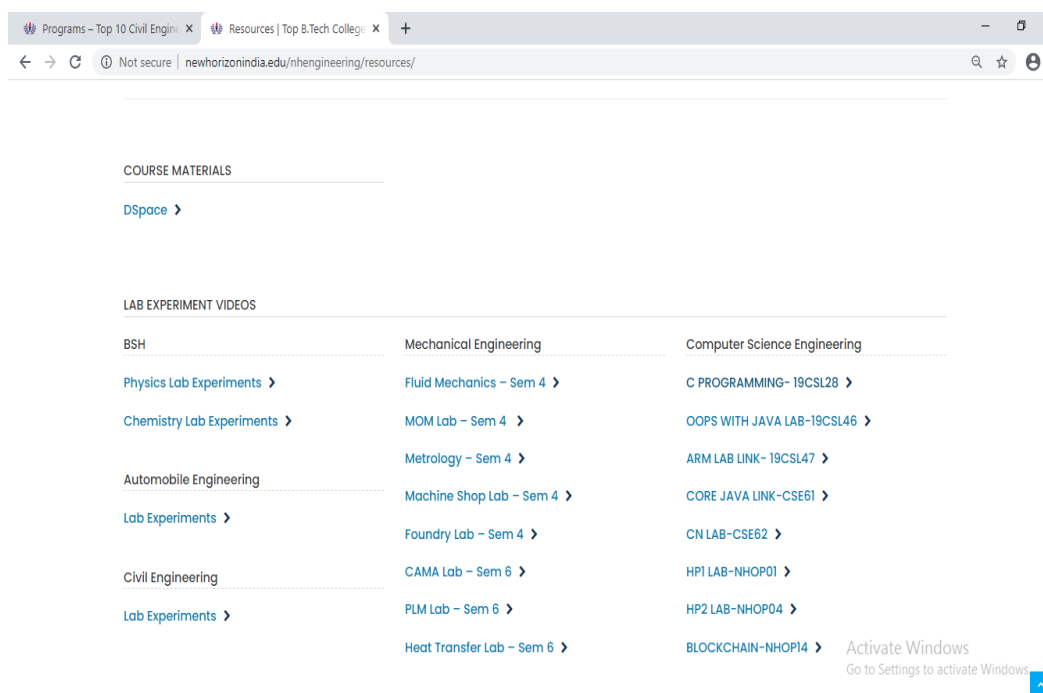 Programs – Top 10 Civil Engine
Resources | Top B.Tech College
Not secure | newhorizonindia.edu/nhengineering/resources/
COURSE MATERIALS
DSpace
LAB EXPERIMENT VIDEOS
BSH
Physics Lab Experiments
Chemistry Lab Experiments
Automobile Engineering
Lab Experiments
Civil Engineering
Lab Experiments
Mechanical Engineering
Fluid Mechanics – Sem 4
MOM Lab – Sem 4
Metrology – Sem 4
Machine Shop Lab – Sem 4
Foundry Lab – Sem 4
CAMA Lab – Sem 6
PLM Lab – Sem 6
Heat Transfer Lab – Sem 6
Computer Science Engineering
C PROGRAMMING- 19CSL28
OOPS WITH JAVA LAB-19CSL46
ARM LAB LINK- 19CSL47
CORE JAVA LINK-CSE61
CN LAB-CSE62
HP1 LAB-NHOP01
HP2 LAB-NHOP04
BLOCKCHAIN-NHOP14
Activate Windows
Go to Settings to activate Windows.